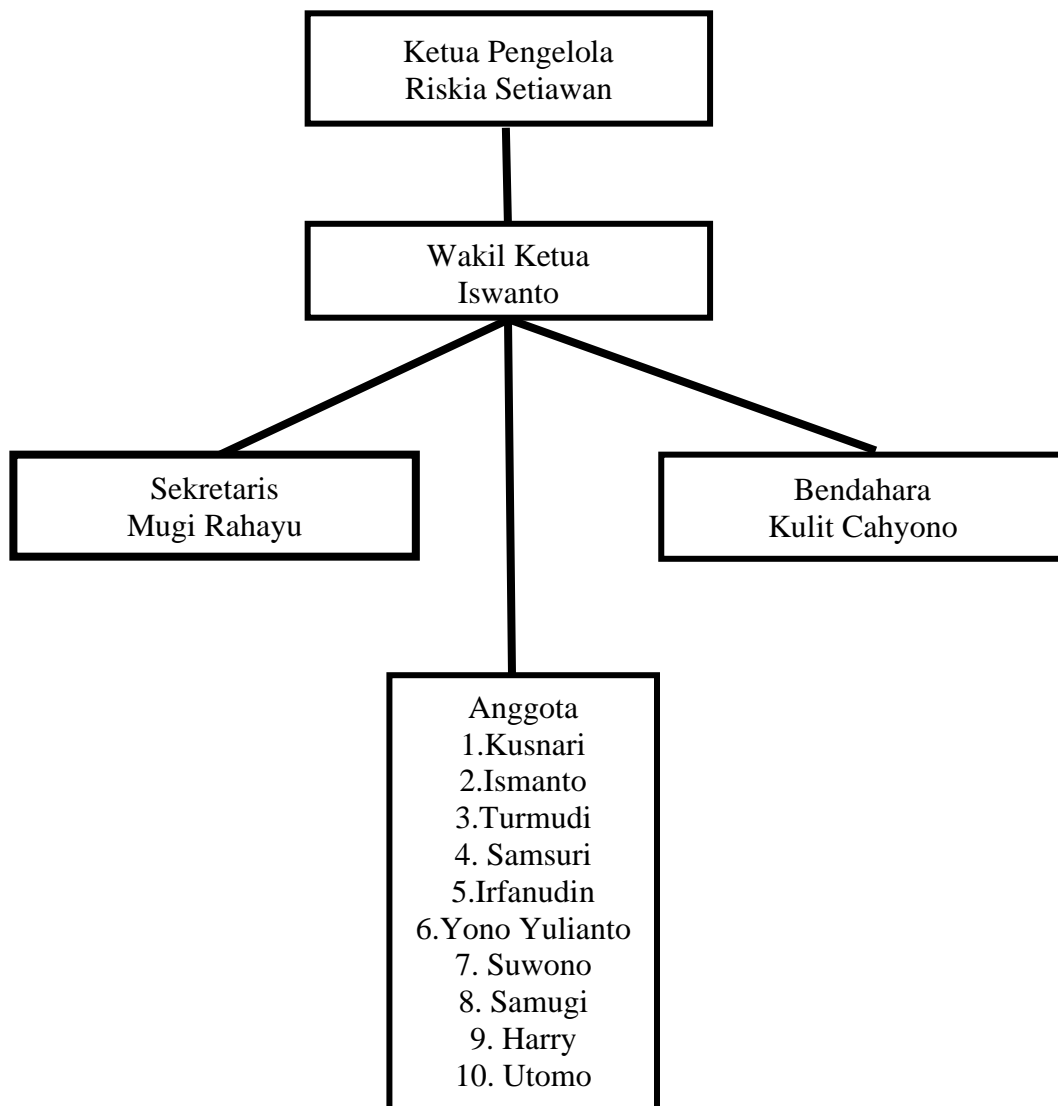 Ketua Pengelola
Riskia Setiawan
Wakil Ketua
Iswanto
Sekretaris
Mugi Rahayu
Bendahara
Kulit Cahyono
Anggota
1.Kusnari
2.Ismanto
3.Turmudi
4. Samsuri
5.Irfanudin
6.Yono Yulianto
7. Suwono
8. Samugi
9. Harry
10. Utomo